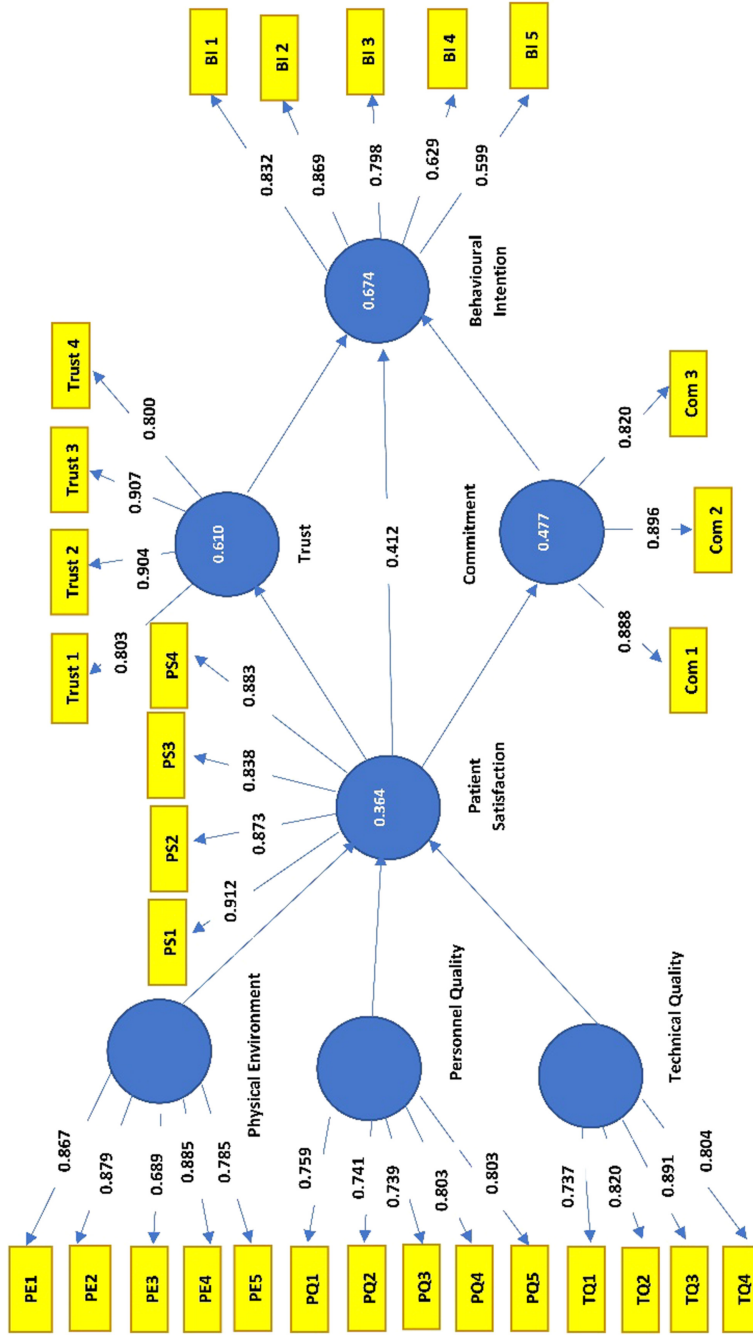 PE1
PE2
PE3
PE4
PE5
PQ1
PQ2
PQ3
PQ4
PQ5
TQ1
TQ2
TQ3
TQ4
0.867
0.879
0.689
0.885
0.785
0.759
0.741
0.739
0.803
0.803
0.737
0.820
0.891
0.804
Physical Environment
Personnel Quality
Technical Quality
PS1
PS2
PS3
PS4
0.912
0.873
0.838
0.883
0.364
Patient
Satisfaction
Trust 1
Trust 2
Trust 3
Trust 4
0.803
0.904
0.907
0.800
0.610
Trust
0.412
Commitment
0.477
0.888
0.896
0.820
Com 1
Com 2
Com 3
0.674
Behavioural
Intention
0.832
0.869
0.798
0.629
0.599
BI 1
BI 2
BI 3
BI 4
BI 5